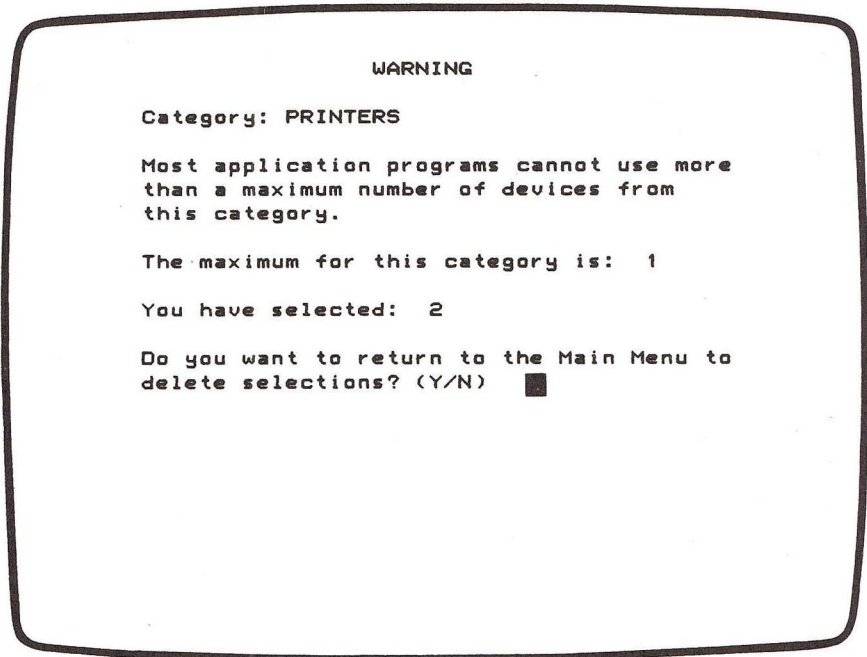 WARNING
Category: PRINTERS
Most application programs cannot use more
than a maximum number of devices from
this category.
The maximum for this category is: 1
You have selected: 2
Do you want to return to the Main Menu to
delete selections? (Y/N)